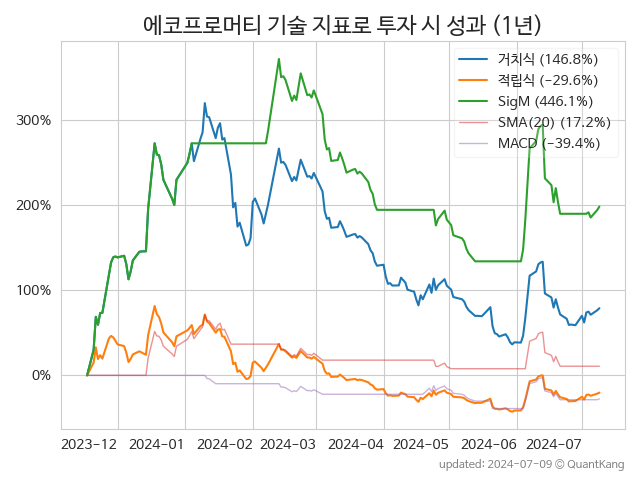 에코프로머티 기술 지표로 투자 시 성과 (1년)
거치식 (146.8%)
적립식 (−29.6%)
SigM (446.1%)
SMA(20) (17.2%)
MACD (−39.4%)
300%
200%
100%
0%
2023-12 2024-01 2024-02 2024-03 2024-04 2024-05 2024-06 2024-07
updated: 2024-07-09 © QuantKang